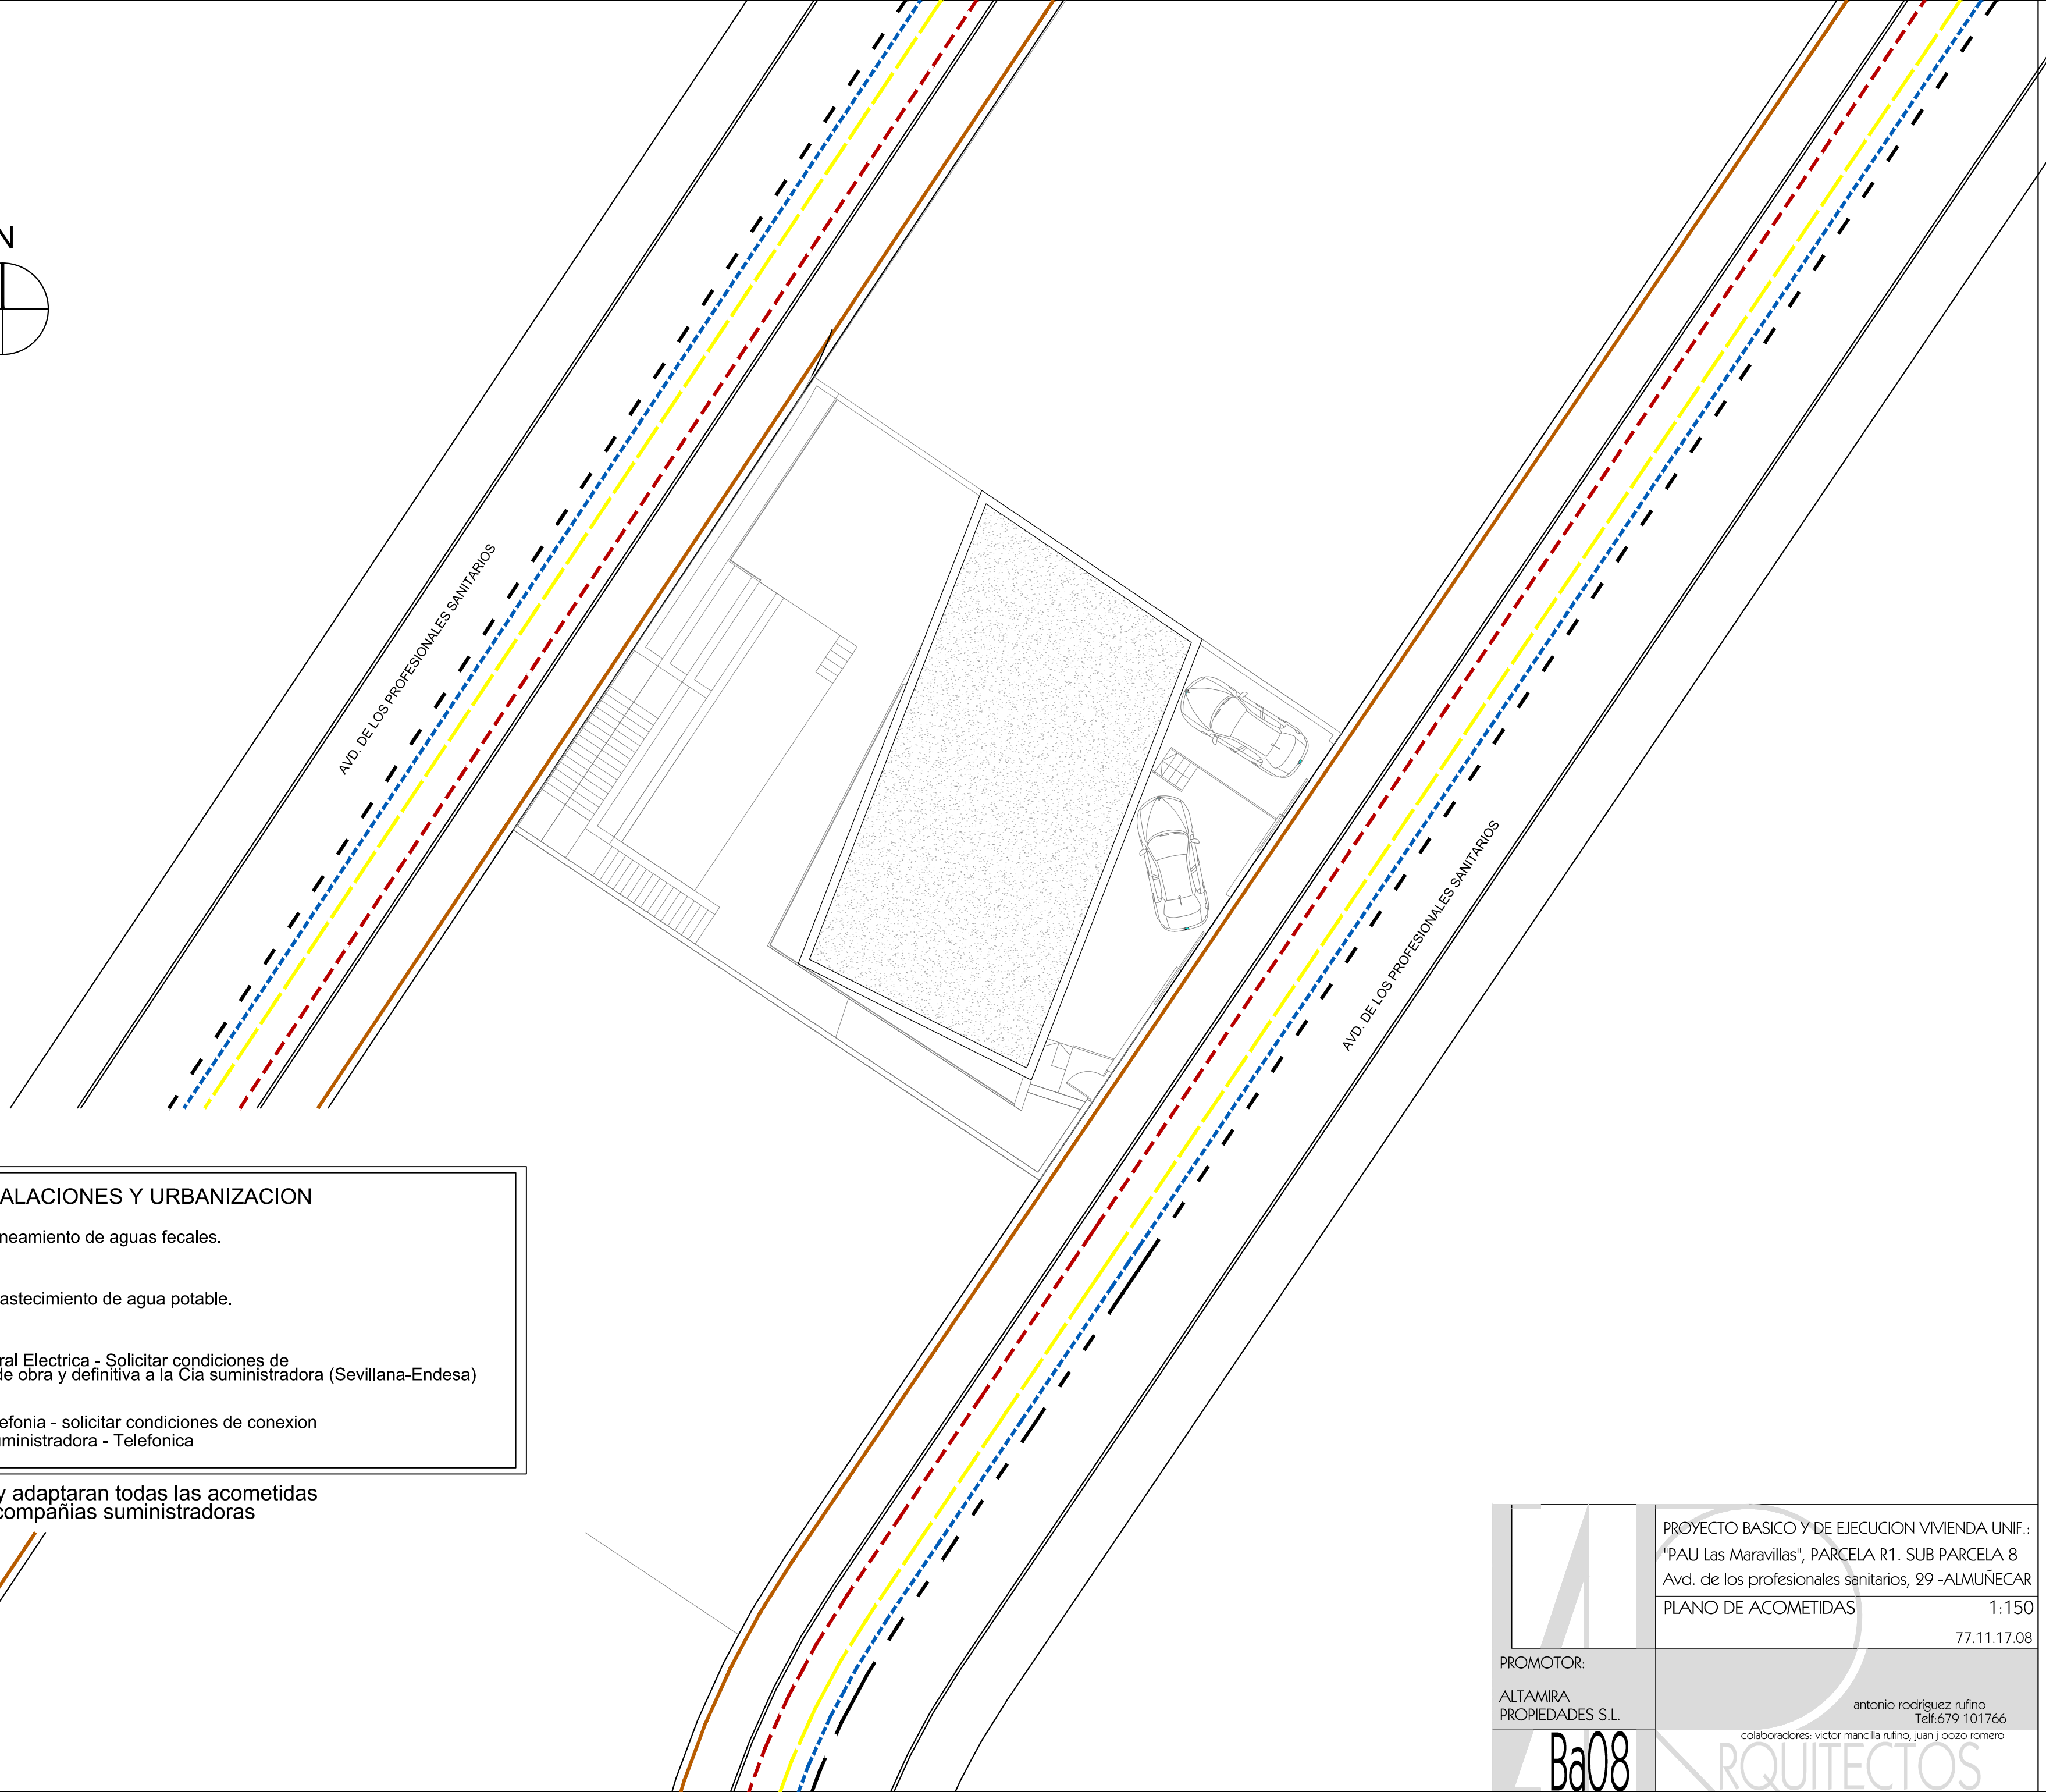 N
AVD. DE LOS PROFESIONALES SANITARIOS
AVD. DE LOS PROFESIONALES SANITARIOS
ALACIONES Y URBANIZACION
neamiento de aguas fecales.
astecimiento de agua potable.
ral Electrica - Solicitar condiciones de
de obra y definitiva a la Cia suministradora (Sevillana-Endesa)
efonia - solicitar condiciones de conexion
uministradora - Telefonica
y adaptaran todas las acometidas
compañias suministradoras
PROYECTO BASICO Y DE EJECUCION VIVIENDA UNIF.:
"PAU Las Maravillas", PARCELA R1. SUB PARCELA 8
Avd. de los profesionales sanitarios, 29 -ALMUÑECAR
PLANO DE ACOMETIDAS 1:150
77.11.17.08
PROMOTOR:
ALTAMIRA
PROPIEDADES S.L.
antonio rodríguez rufino
Telf:679 101766
colaboradores: victor mancilla rufino, juan j pozo romero
Ba08
RQUITECTOS